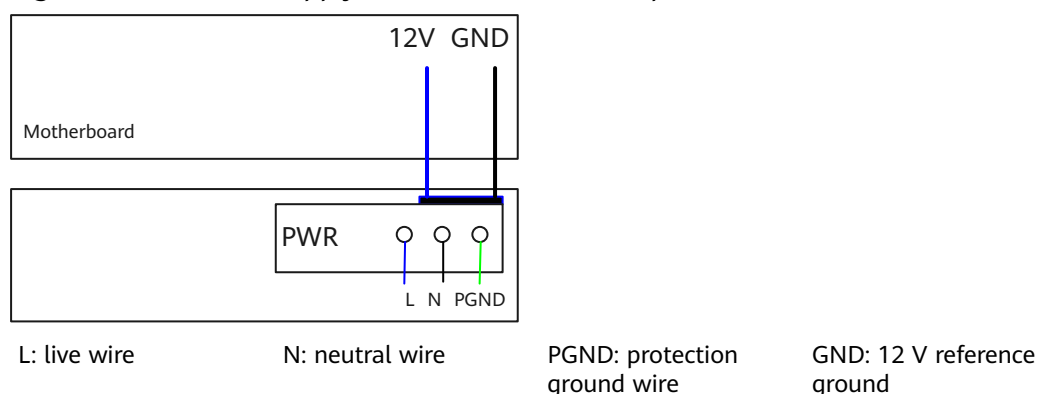 12V GND
Motherboard
PWR
L N PGND
L: live wire
N: neutral wire
PGND: protection
ground wire
GND: 12 V reference
ground